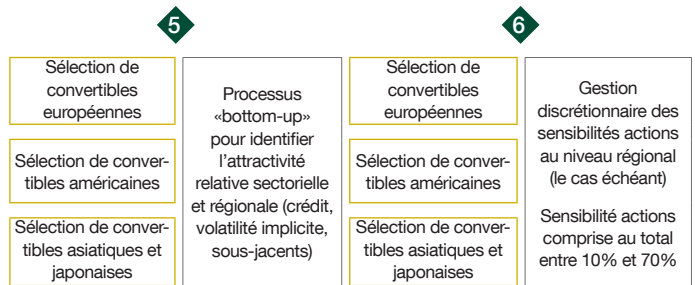 5
Sélection de
convertibles
européennes
Sélection de conver-
tibles américaines
Sélection de conver-
tibles asiatiques et
japonaises
Processus
«bottom-up»
pour identifier
l'attractivité
relative sectorielle
et régionale (crédit,
volatilité implicite,
sous-jacents)
6
Sélection de
convertibles
européennes
Sélection de conver-
tibles américaines
Sélection de conver-
tibles asiatiques et
japonaises
Gestion
discrétionnaire des
sensibilités actions
au niveau régional
(le cas échéant)
Sensibilité actions
comprise au total
entre 10% et 70%